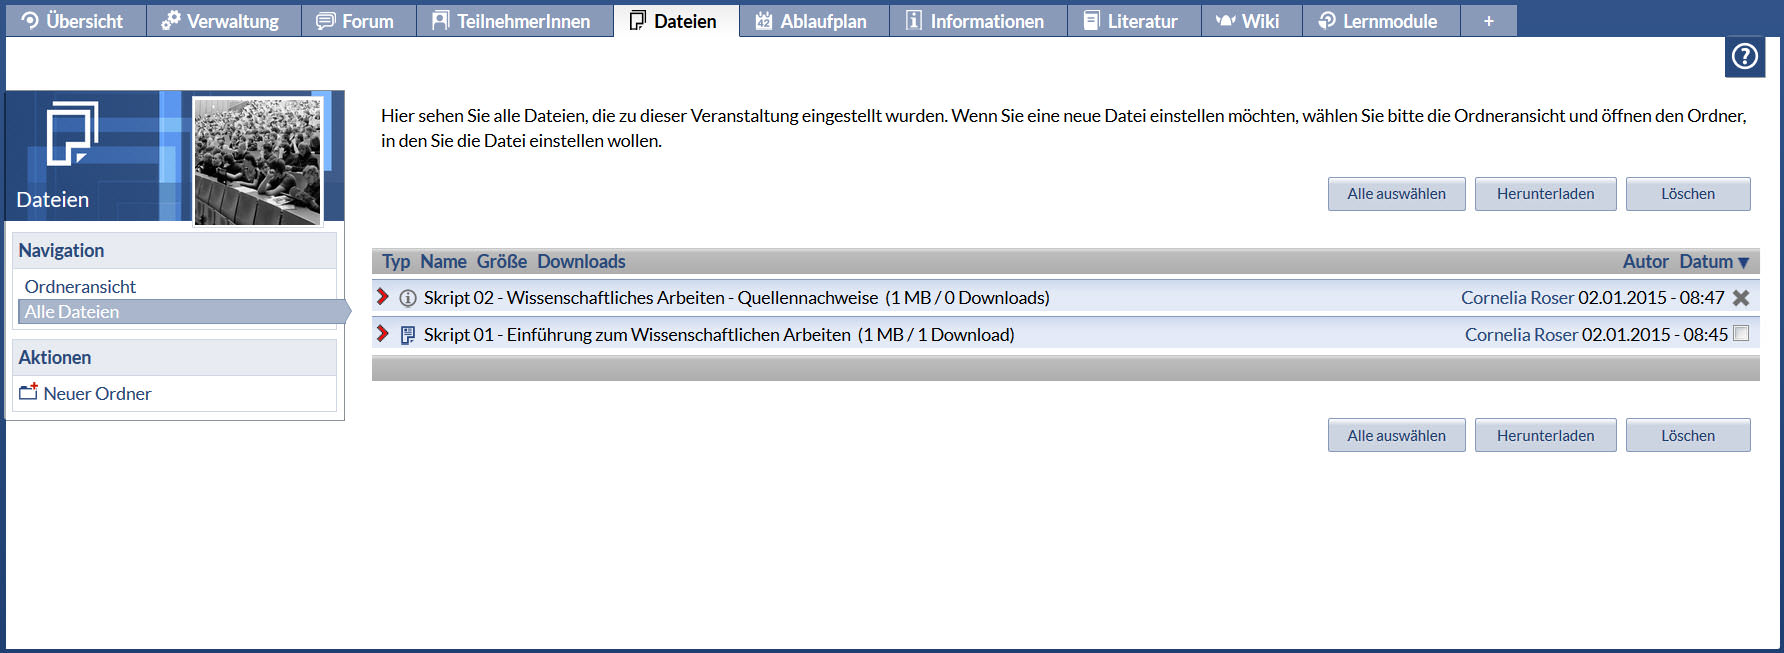 Übersicht Verwaltung Forum TeilnehmerInnen Dateien Ablaufplan Informationen Literatur Wiki Lernmodule +
?
Hier sehen Sie alle Dateien, die zu dieser Veranstaltung eingestellt wurden. Wenn Sie eine neue Datei einstellen möchten, wählen Sie bitte die Ordneransicht und öffnen den Ordner,
in den Sie die Datei einstellen wollen.
Dateien
Navigation
Ordneransicht
Alle Dateien
Aktionen
Neuer Ordner
Alle auswählen Herunterladen Löschen
Typ Name Größe Downloads Autor Datum
Skript 02 - Wissenschaftliches Arbeiten - Quellennachweise (1 MB / 0 Downloads) Cornelia Roser 02.01.2015 - 08:47
Skript 01 - Einführung zum Wissenschaftlichen Arbeiten (1 MB / 1 Download) Cornelia Roser 02.01.2015 - 08:45
Alle auswählen Herunterladen Löschen